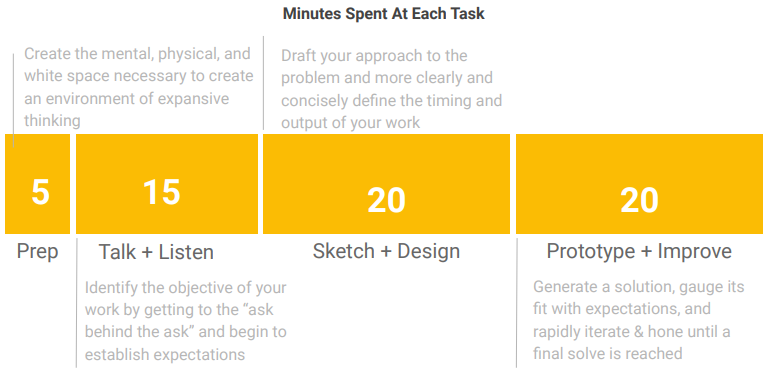 Minutes Spent At Each Task
Create the mental, physical, and
white space necessary to create
an environment of expansive
thinking
Draft your approach to the
problem and more clearly and
concisely define the timing and
output of your work
5
15
20
20
Prep
Talk + Listen
Sketch + Design
Prototype + Improve
Identify the objective of your
work by getting to the “ask
behind the ask” and begin to
establish expectations
Generate a solution, gauge its
fit with expectations, and
rapidly iterate & hone until a
final solve is reached